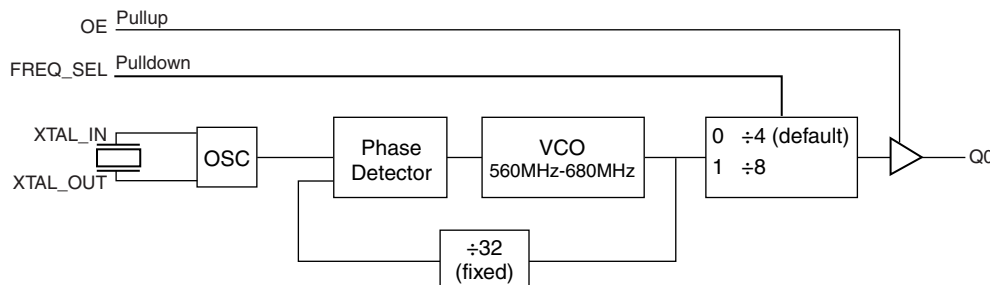 OE Pullup
FREQ_SEL Pulldown
XTAL_IN
XTAL_OUT
OSC
Phase
Detector
VCO
560MHz-680MHz
0 ÷4 (default)
1 ÷8
Q0
÷32
(fixed)